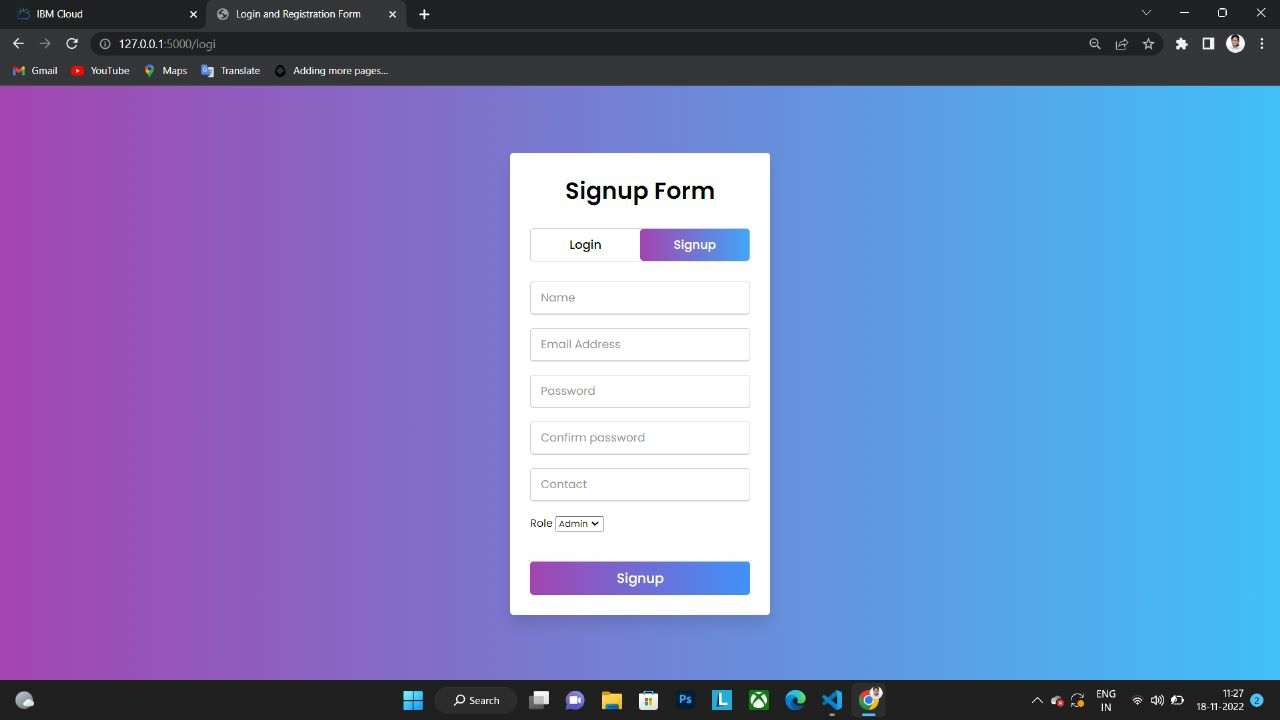 IBM Cloud
Login and Registration Form
127.0.0.1:5000/logi
Gmail
YouTube
Maps
Translate
Adding more pages...
Signup Form
Login
Signup
Name
Email Address
Password
Confirm password
Contact
Role Admin
Signup
Search
Ps
L
ENG
IN
11:27
18-11-2022
2